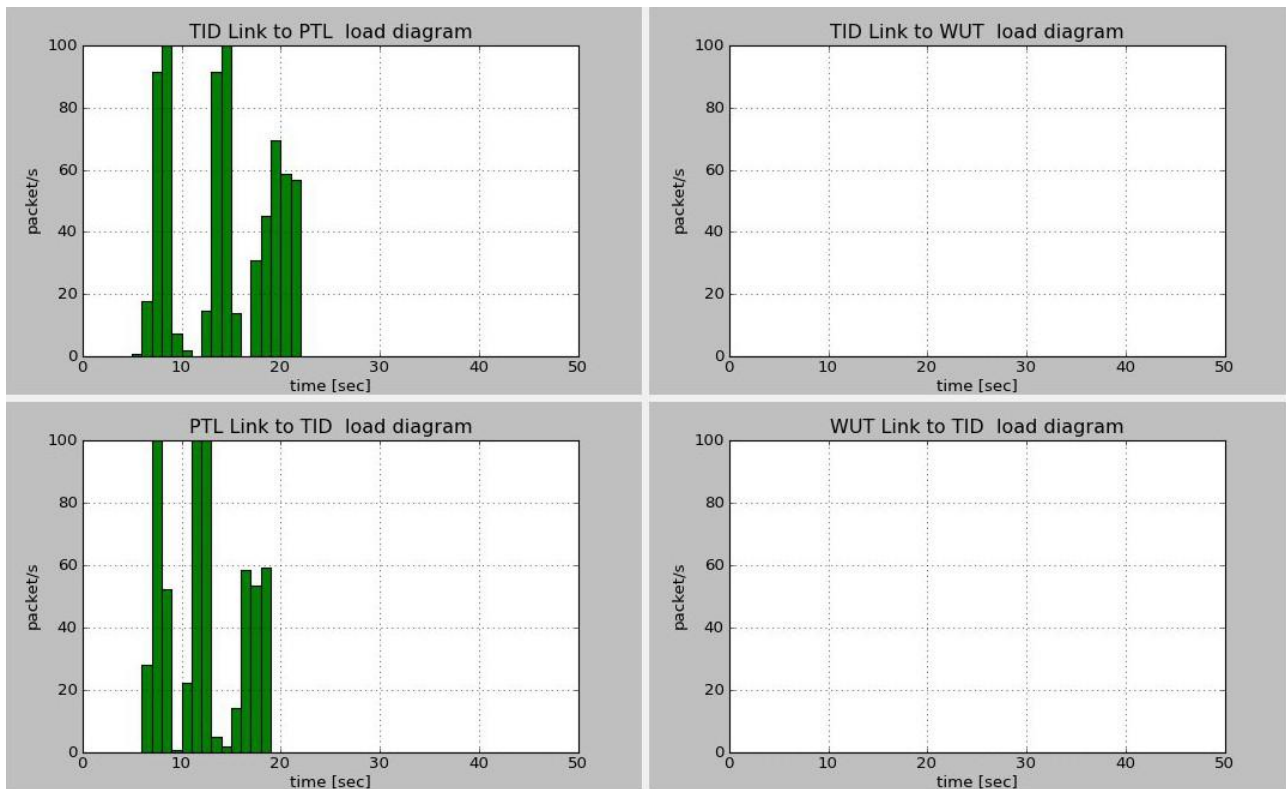 TID Link to PTL  load diagram
100
80
60
40
20
0
packet/s
0 10 20 30 40 50
time [sec]
TID Link to WUT  load diagram
100
80
60
40
20
0
packet/s
0 10 20 30 40 50
time [sec]
PTL Link to TID  load diagram
100
80
60
40
20
0
packet/s
0 10 20 30 40 50
time [sec]
WUT Link to TID  load diagram
100
80
60
40
20
0
packet/s
0 10 20 30 40 50
time [sec]